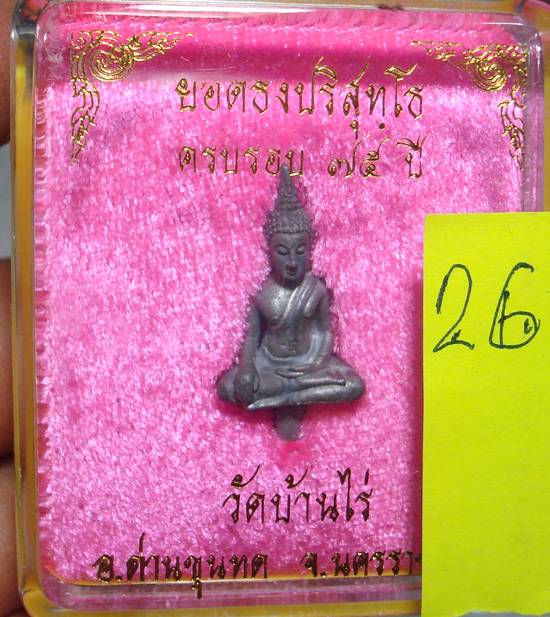 ยอดธงปริสุทฺโธ
ครบรอบ ๗๕ ปี
26
วัดบ้านไร่
อ.ด่านขุนทด จ.นครรา